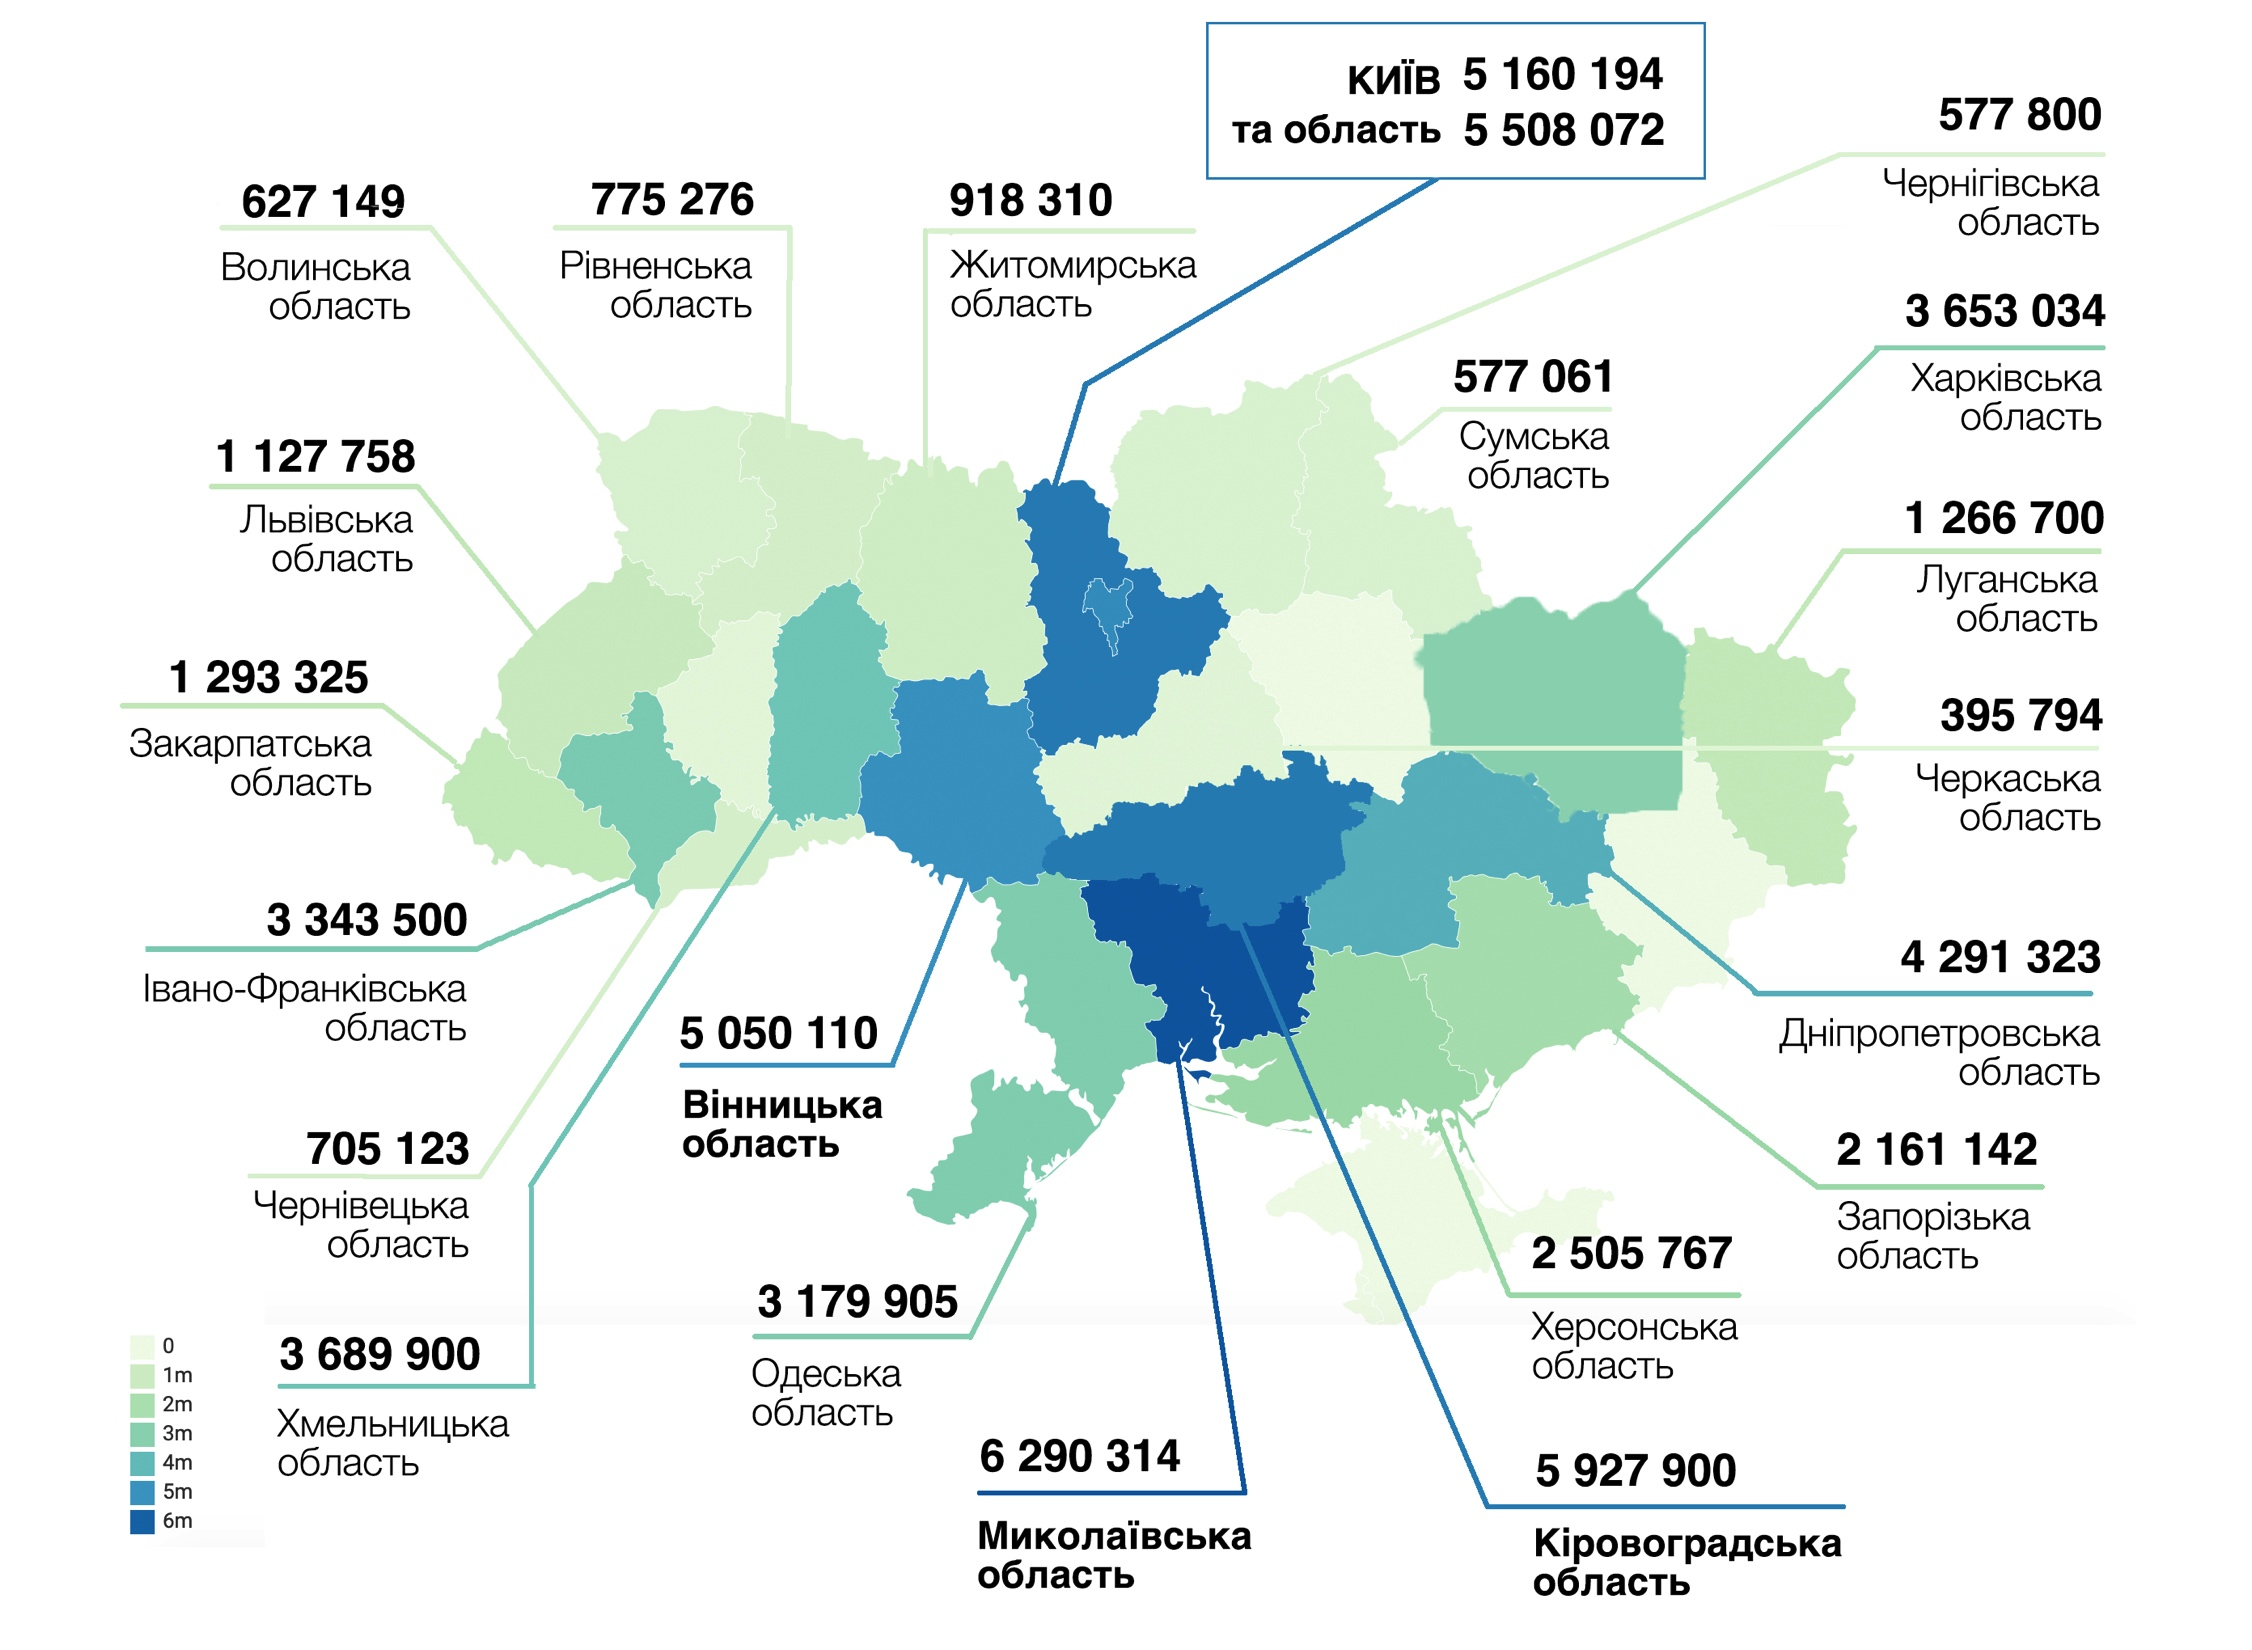 КИЇВ 5 160 194
та область 5 508 072
577 800
Чернігівська
область
627 149
Волинська
область
775 276
Рівненська
область
918 310
Житомирська
область
3 653 034
Харківська
область
577 061
Сумська
область
1 127 758
Львівська
область
1 266 700
Луганська
область
1 293 325
Закарпатська
область
395 794
Черкаська
область
3 343 500
Івано-Франківська
область
5 050 110
Вінницька
область
4 291 323
Дніпропетровська
область
705 123
Чернівецька
область
2 161 142
Запорізька
область
2 505 767
Херсонська
область
3 179 905
Одеська
область
3 689 900
Хмельницька
область
6 290 314
Миколаївська
область
5 927 900
Кіровоградська
область
0
1m
2m
3m
4m
5m
6m